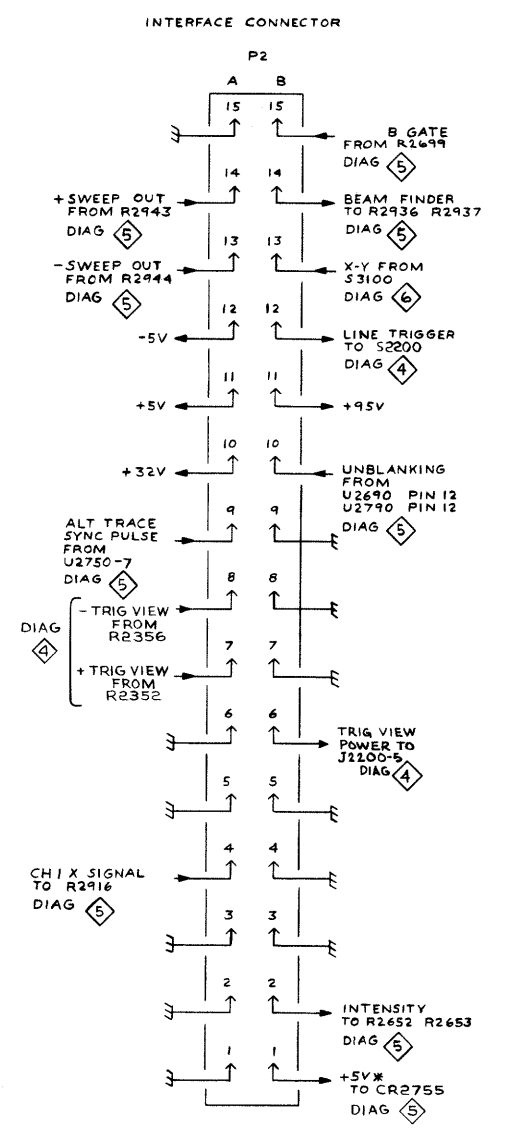 INTERFACE CONNECTOR
P2
A B
15 15
B GATE
FROM R2699
DIAG 5
14 14
+SWEEP OUT
FROM R2943
DIAG 5
BEAM FINDER
TO R2936 R2937
DIAG 5
13 13
-SWEEP OUT
FROM R2944
DIAG 5
X-Y FROM
S3100
DIAG 6
12 12
-5V
LINE TRIGGER
TO S2200
DIAG 4
11 11
+5V
+95V
10 10
+32V
UNBLANKING
FROM
U2690 PIN 12
U2790 PIN 12
DIAG 5
9 9
ALT TRACE
SYNC PULSE
FROM
U2750-7
DIAG 5
8 8
DIAG
4
- TRIG VIEW
FROM
R2356
7 7
+ TRIG VIEW
FROM
R2352
6 6
TRIG VIEW
POWER TO
J2200-5
DIAG 4
5 5
4 4
CH 1 X SIGNAL
TO R2916
DIAG 5
3 3
2 2
INTENSITY
TO R2652 R2653
DIAG 5
1 1
+5V*
TO CR2755
DIAG 5